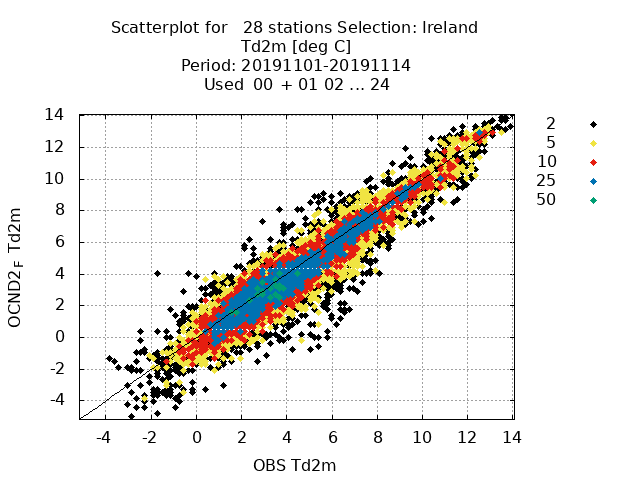 Scatterplot for 28 stations Selection: Ireland
Td2m [deg C]
Period: 20191101-20191114
Used 00 + 01 02 ... 24
14
12
10
8
6
4
2
0
-2
-4
OCND2_F Td2m
-4 -2 0 2 4 6 8 10 12 14
OBS Td2m
2
5
10
25
50